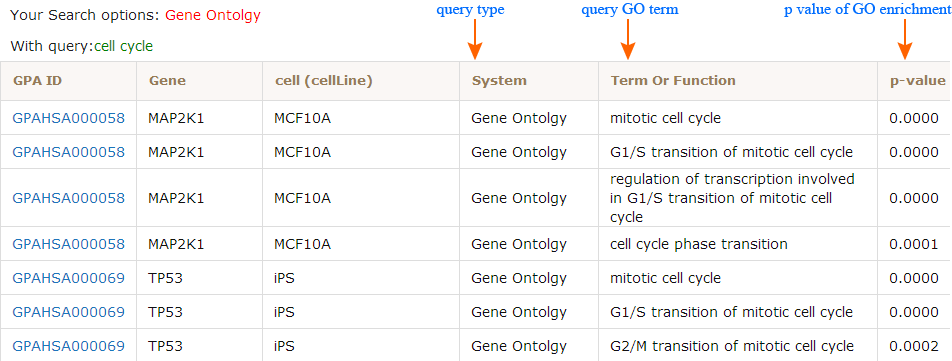 query type query GO term p value of GO enrichment
Your Search options: Gene Ontolgy
With query:cell cycle
GPA ID Gene cell (cellLine) System Term Or Function p-value
GPAHSA000058 MAP2K1 MCF10A Gene Ontolgy mitotic cell cycle 0.0000
GPAHSA000058 MAP2K1 MCF10A Gene Ontolgy G1/S transition of mitotic cell cycle 0.0000
regulation of transcription involved
GPAHSA000058 MAP2K1 MCF10A Gene Ontolgy in G1/S transition of mitotic cell 0.0000
cycle
GPAHSA000058 MAP2K1 MCF10A Gene Ontolgy cell cycle phase transition 0.0001
GPAHSA000069 TP53 iPS Gene Ontolgy mitotic cell cycle 0.0000
GPAHSA000069 TP53 iPS Gene Ontolgy G1/S transition of mitotic cell cycle 0.0000
GPAHSA000069 TP53 iPS Gene Ontolgy G2/M transition of mitotic cell cycle 0.0002